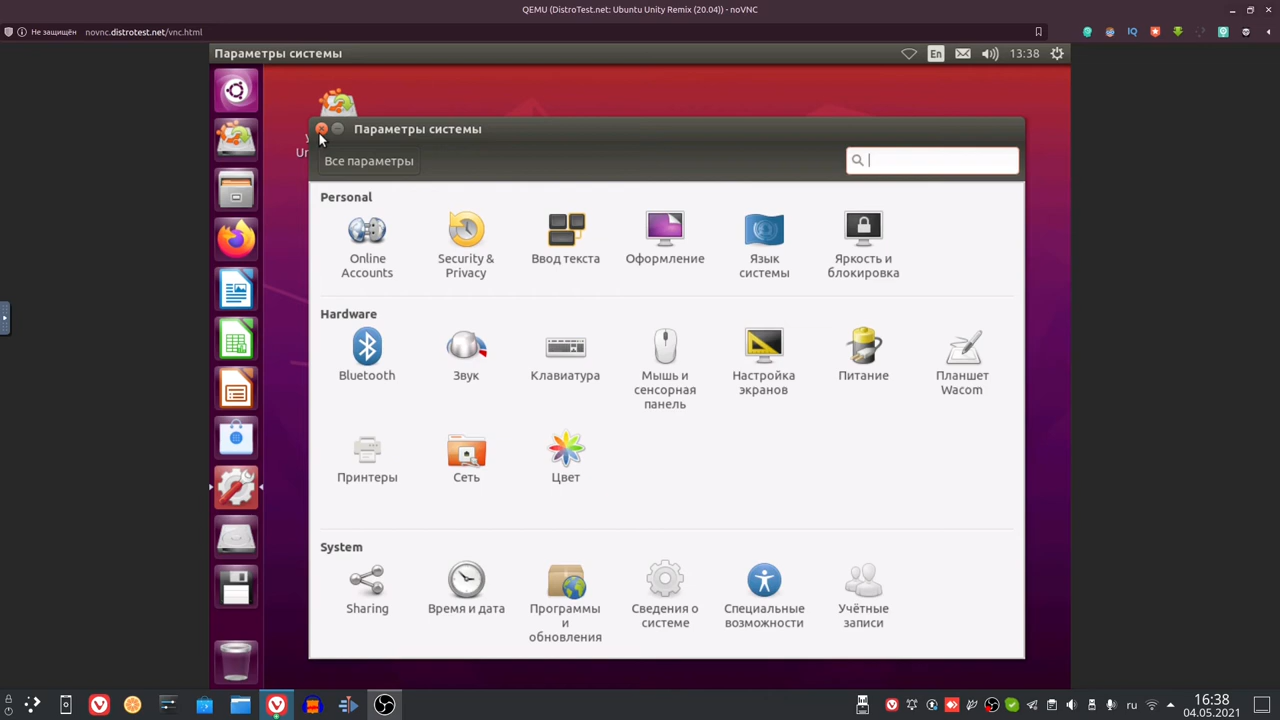 QEMU (DistroTest.net: Ubuntu Unity Remix (20.04)) - noVNC
Не защищён novnc.distrotest.net/vnc.html
IQ
Параметры системы
En
13:38
Параметры системы
Все параметры
Personal
Online Accounts
Security & Privacy
Ввод текста
Оформление
Язык системы
Яркость и блокировка
Hardware
Bluetooth
Звук
Клавиатура
Мышь и сенсорная панель
Настройка экранов
Питание
Планшет Wacom
Принтеры
Сеть
Цвет
System
Sharing
Время и дата
Программы и обновления
Сведения о системе
Специальные возможности
Учётные записи
ru
16:38
04.05.2021